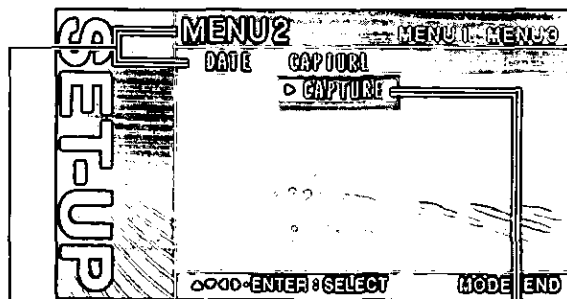 SET-UP
MENU2 MENU1 MENU3
DATE CAPTURE
▷ CAPTURE
△▽◁▷•ENTER:SELECT MODE END